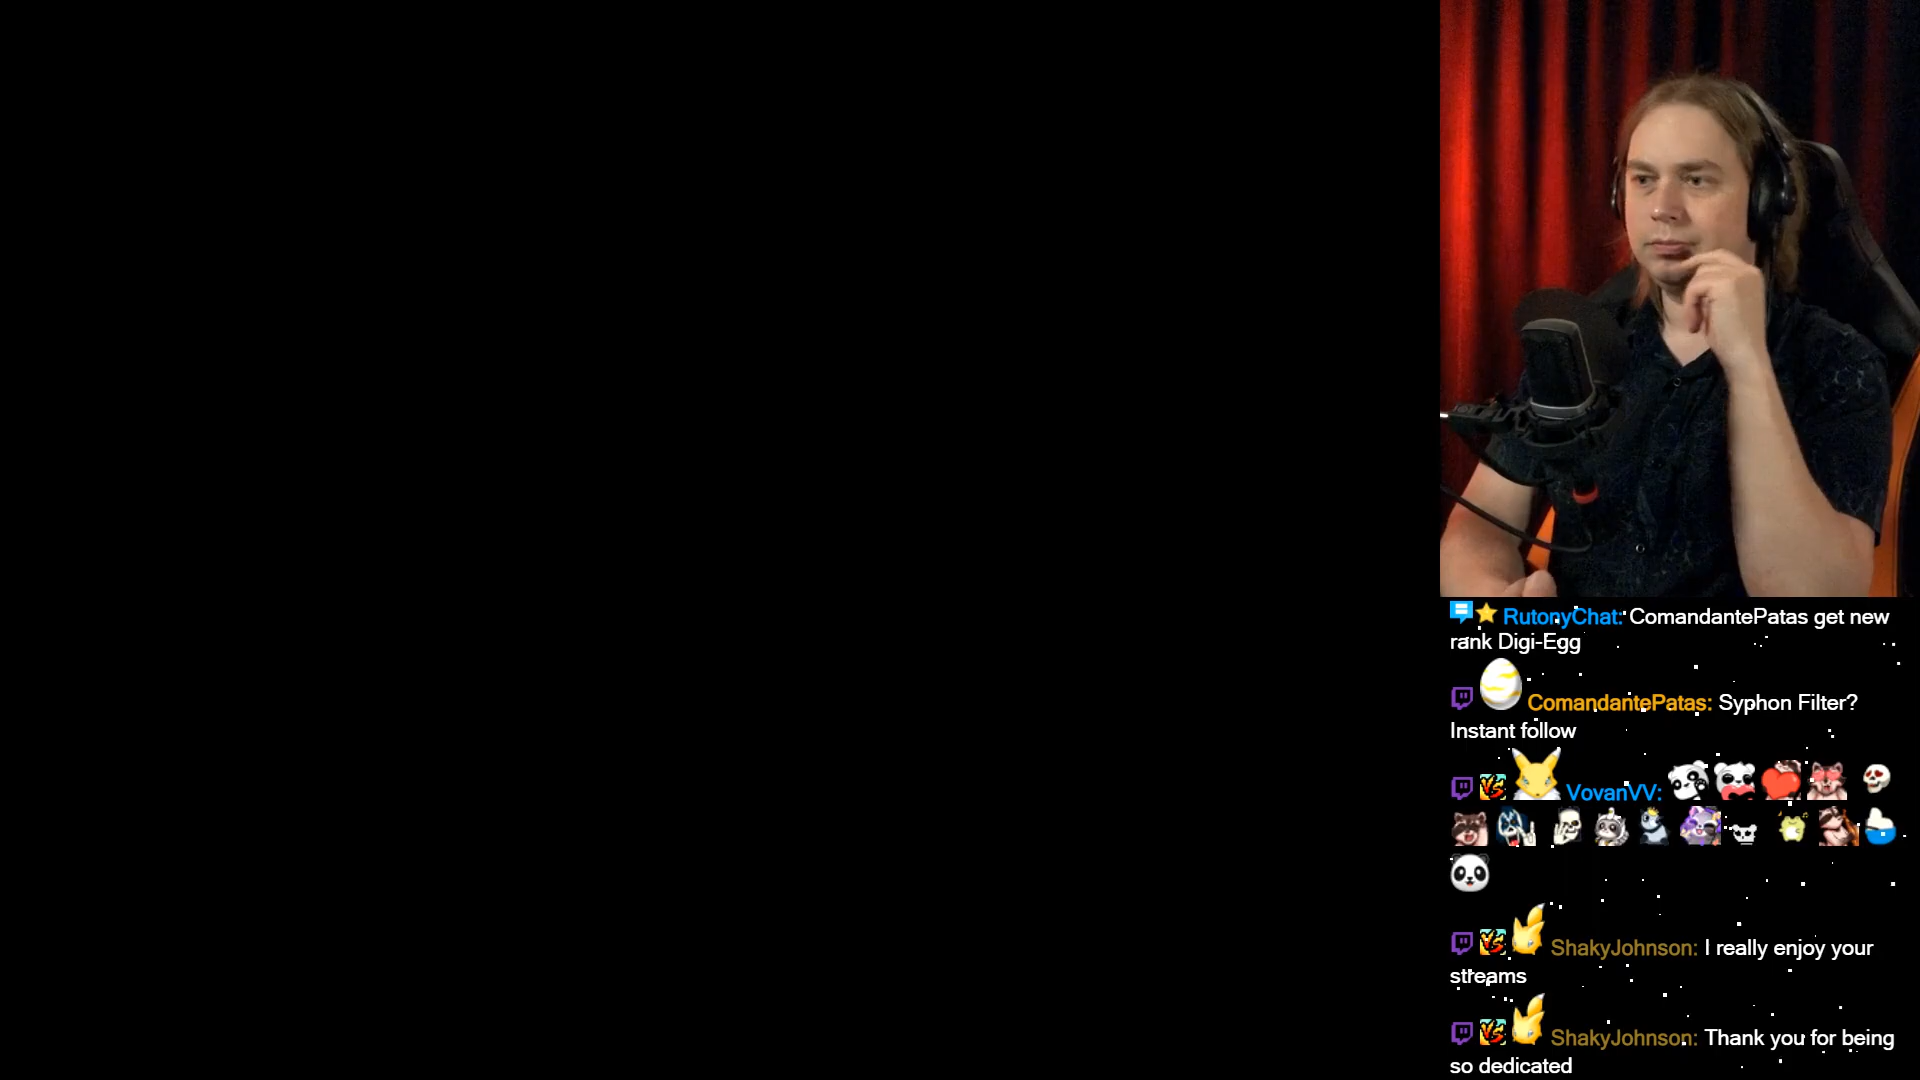 RutonyChat: ComandantePatas get new
rank Digi-Egg
ComandantePatas: Syphon Filter?
Instant follow
VovanVV:
ShakyJohnson: I really enjoy your
streams
ShakyJohnson: Thank you for being
so dedicated